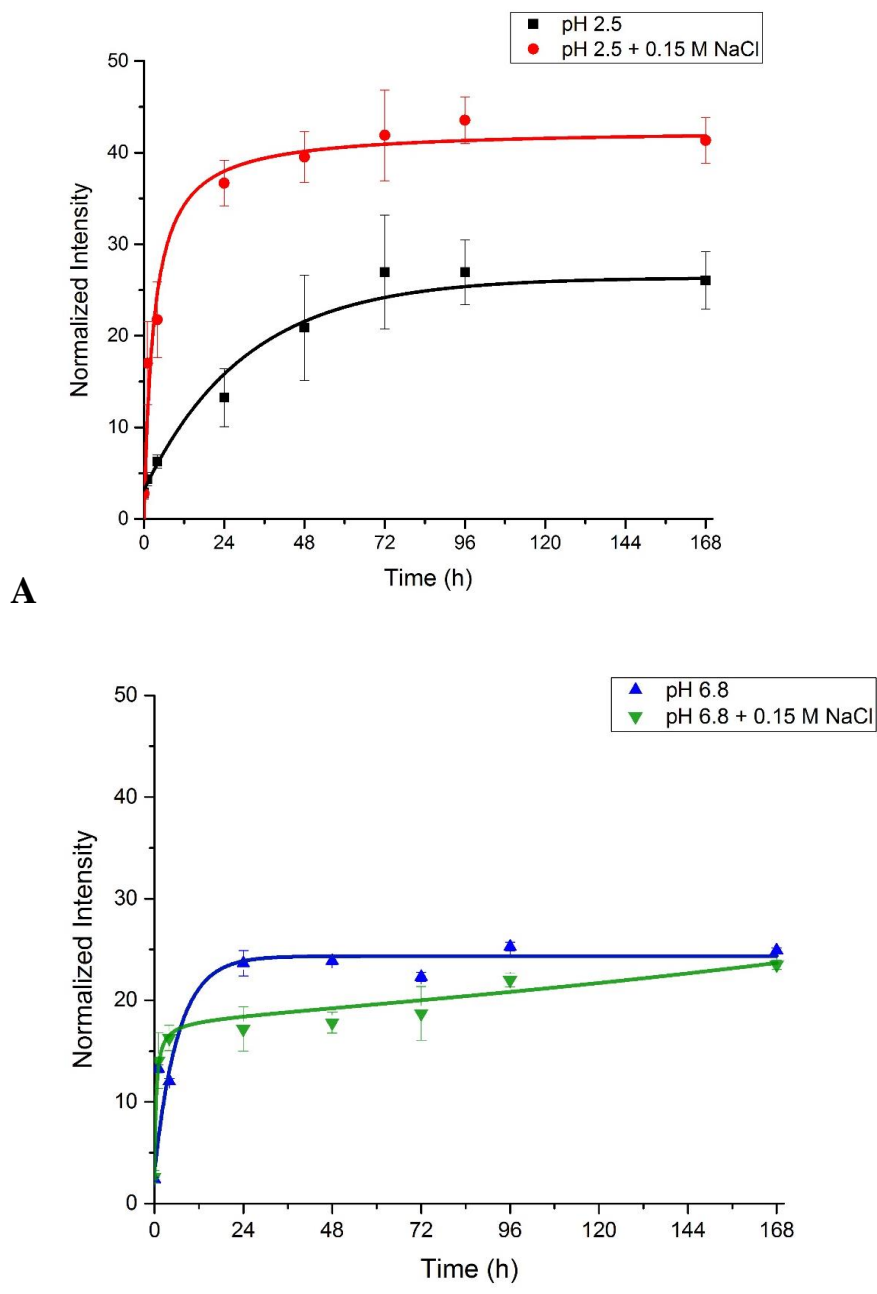 pH 2.5
pH 2.5 + 0.15 M NaCl
50
40
30
20
10
0
Normalized Intensity
0 24 48 72 96 120 144 168
Time (h)
A
pH 6.8
pH 6.8 + 0.15 M NaCl
50
40
30
20
10
0
Normalized Intensity
0 24 48 72 96 120 144 168
Time (h)